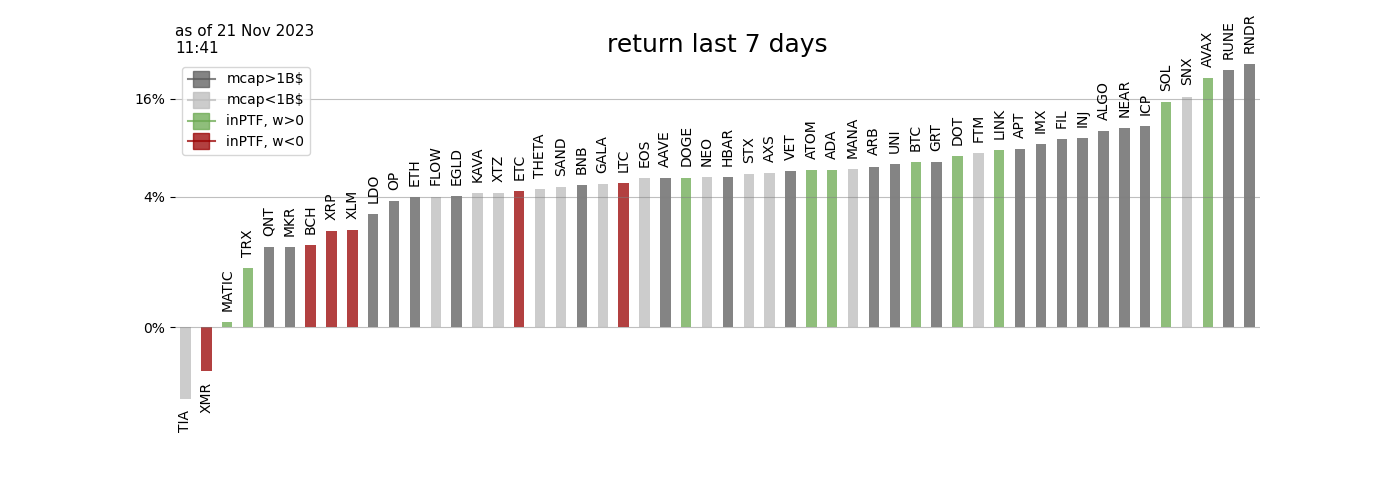 as of 21 Nov 2023
11:41
return last 7 days
mcap>1B$
mcap<1B$
inPTF, w>0
inPTF, w<0
16%
4%
0%
TIA
XMR
MATIC
TRX
QNT
MKR
BCH
XRP
XLM
LDO
OP
ETH
FLOW
EGLD
KAVA
XTZ
ETC
THETA
SAND
BNB
GALA
LTC
EOS
AAVE
DOGE
NEO
HBAR
STX
AXS
VET
ATOM
ADA
MANA
ARB
UNI
BTC
GRT
DOT
FTM
LINK
APT
IMX
FIL
INJ
ALGO
NEAR
ICP
SOL
SNX
AVAX
RUNE
RNDR